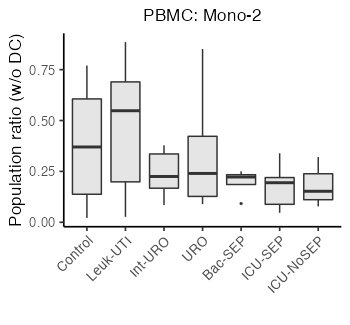 PBMC: Mono-2
Population ratio (w/o DC)
0.75
0.50
0.25
0.00
Control
Leuk-UTI
Int-URO
URO
Bac-SEP
ICU-SEP
ICU-NoSEP